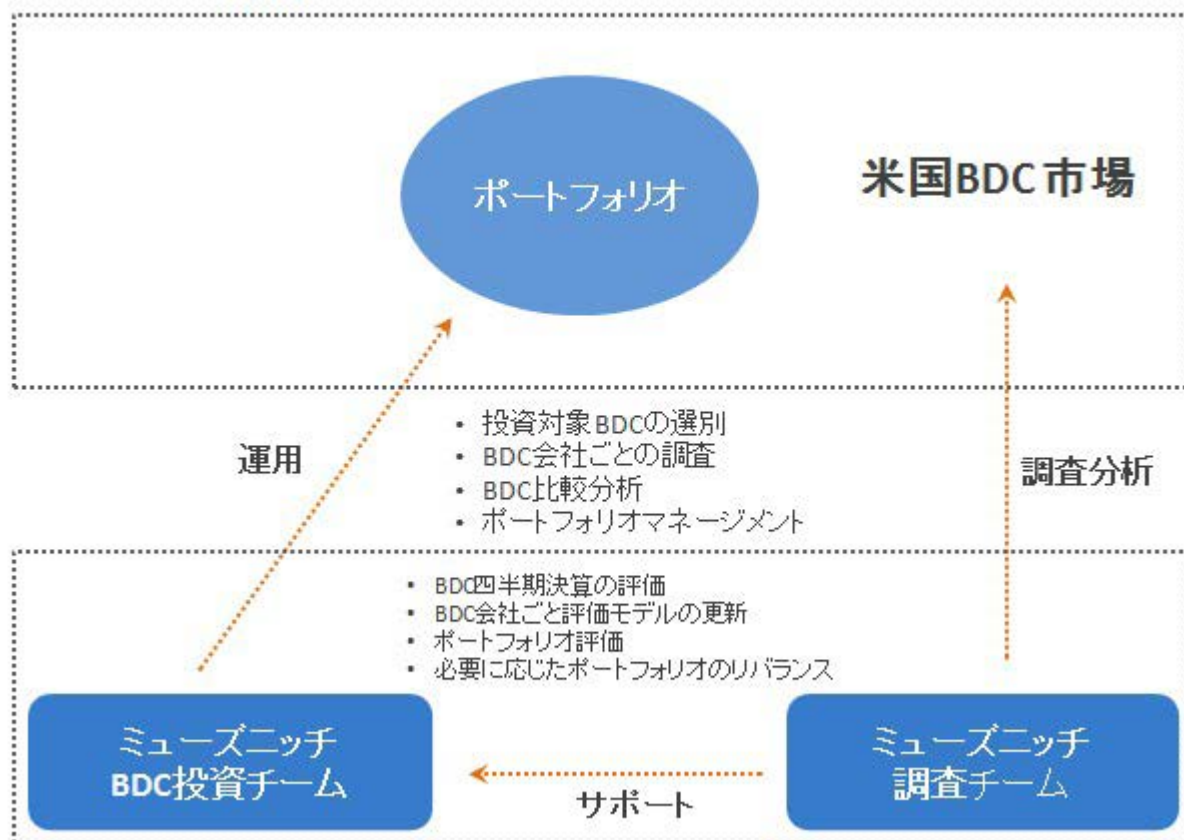 ポートフォリオ
米国BDC市場
運用
・ 投資対象BDCの選別
・ BDC会社ごとの調査
・ BDC比較分析
・ ポートフォリオマネージメント
調査分析
・ BDC四半期決算の評価
・ BDC会社ごと評価モデルの更新
・ ポートフォリオ評価
・ 必要に応じたポートフォリオのリバランス
ミューズニッチ
BDC投資チーム
サポート
ミューズニッチ
調査チーム